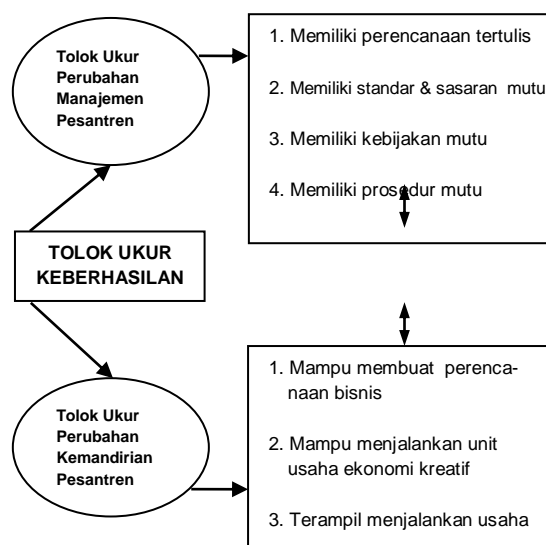 Tolok Ukur
Perubahan
Manajemen
Pesantren
1. Memiliki perencanaan tertulis
2. Memiliki standar & sasaran mutu
3. Memiliki kebijakan mutu
4. Memiliki prosedur mutu
TOLOK UKUR
KEBERHASILAN
Tolok Ukur
Perubahan
Kemandirian
Pesantren
1. Mampu membuat perenca-
naan bisnis
2. Mampu menjalankan unit
usaha ekonomi kreatif
3. Terampil menjalankan usaha